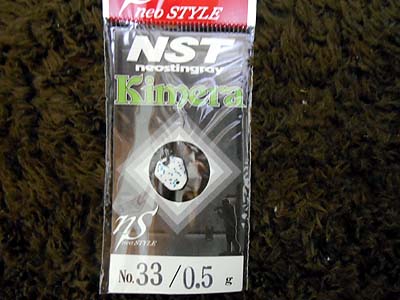 neo STYLE
NST
neostingray
Kimera
ns
neo STYLE
No. 33/0.5 g